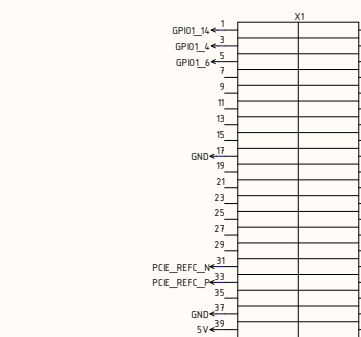 X1
GPIO1_14 1
GPIO1_4 3
GPIO1_6 5
7
9
11
13
15
GND 17
19
21
23
25
27
29
PCIE_REFC_N 31
PCIE_REFC_P 33
35
GND 37
5V 39